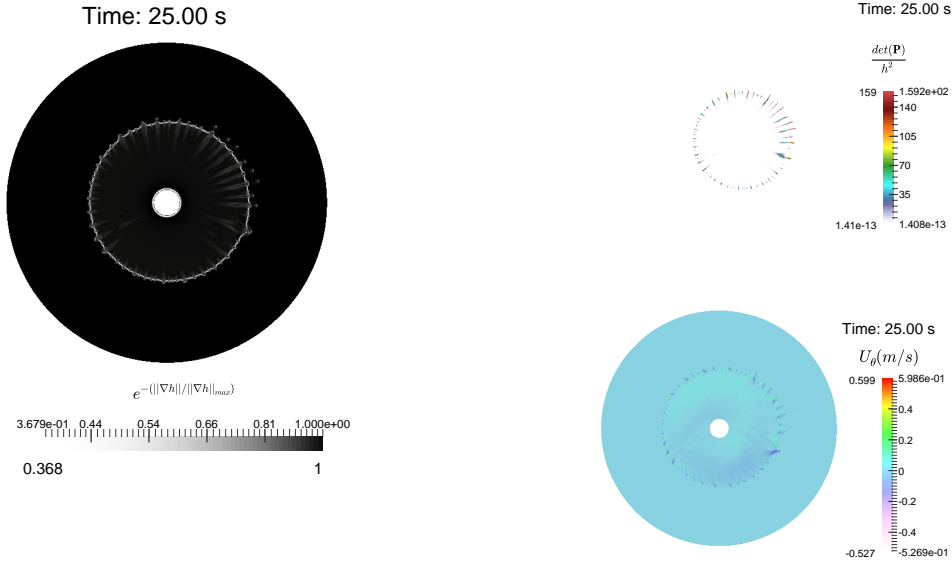 Time: 25.00 s
e^{-(||∇h||/||∇h||_{max})}
3.679e-01 0.44 0.54 0.66 0.81 1.000e+00
0.368 1
Time: 25.00 s
det(P)
h²
159 1.592e+02
140
105
70
35
1.41e-13 1.408e-13
Time: 25.00 s
U_θ(m/s)
0.599 5.986e-01
0.4
0.2
0
-0.2
-0.4
-0.527 -5.269e-01